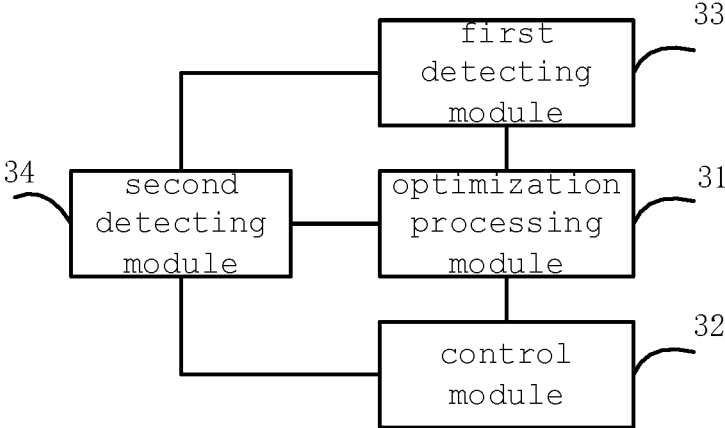 33
first
detecting
module
34
second
detecting
module
optimization
processing
module
31
32
control
module